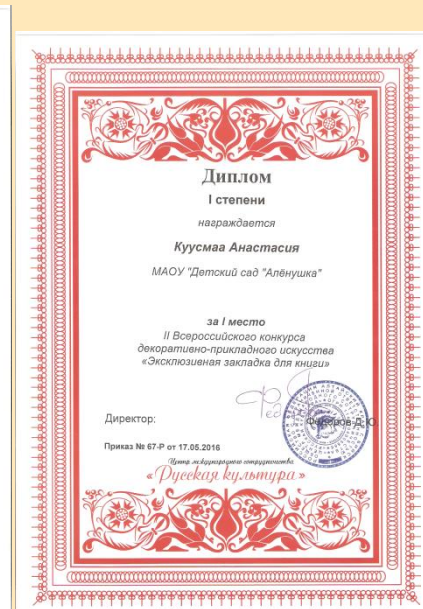 Диплом
I степени
награждается
Куусмаа Анастасия
МАОУ "Детский сад "Алёнушка"
за I место
II Всероссийского конкурса
декоративно-прикладного искусства
«Эксклюзивная закладка для книги»
Директор:
Федоров Д.Ю.
Приказ № 67-Р от 17.05.2016
Центр международного сотрудничества
«Русская культура»